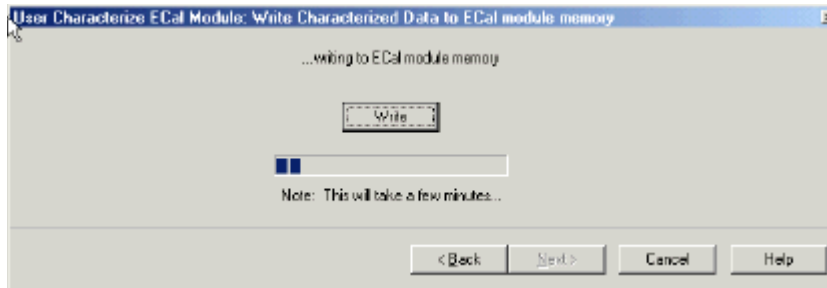 User Characterize ECal Module: Write Characterized Data to ECal module memory
...writing to ECal module memory
Write
Note: This will take a few minutes...
< Back Next > Cancel Help